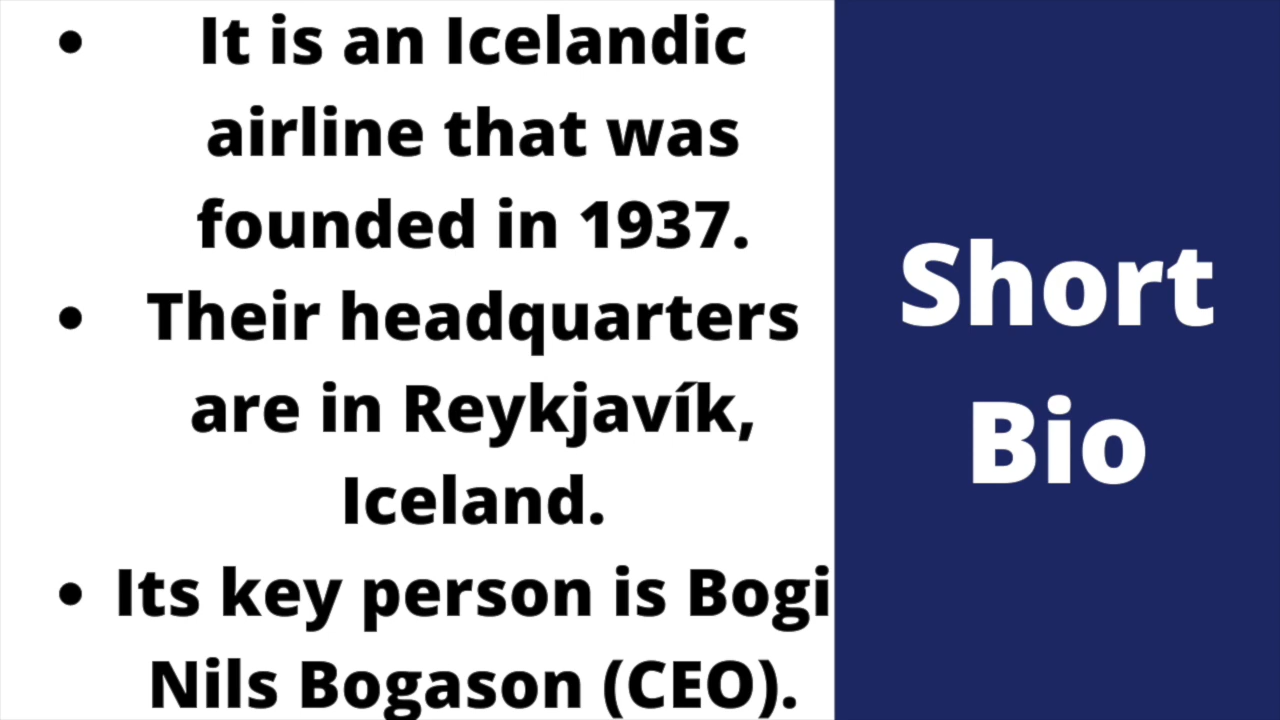 • It is an Icelandic
airline that was
founded in 1937.
• Their headquarters
are in Reykjavík,
Iceland.
• Its key person is Bogi
Nils Bogason (CEO).
Short
Bio